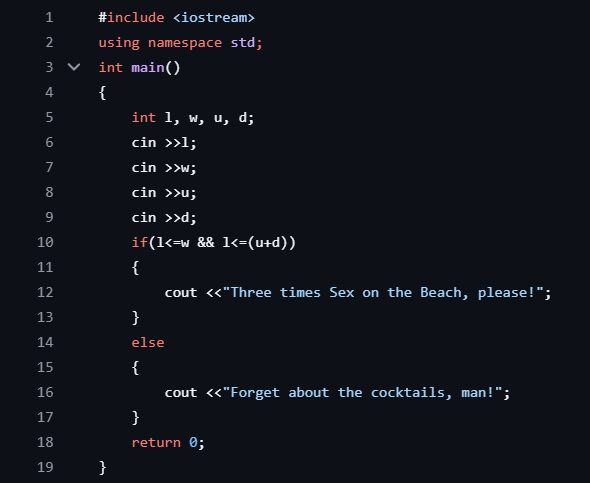 1 #include <iostream>
2 using namespace std;
3 int main()
4 {
5 int l, w, u, d;
6 cin >>l;
7 cin >>w;
8 cin >>u;
9 cin >>d;
10 if(l<=w && l<=(u+d))
11 {
12 cout <<"Three times Sex on the Beach, please!";
13 }
14 else
15 {
16 cout <<"Forget about the cocktails, man!";
17 }
18 return 0;
19 }